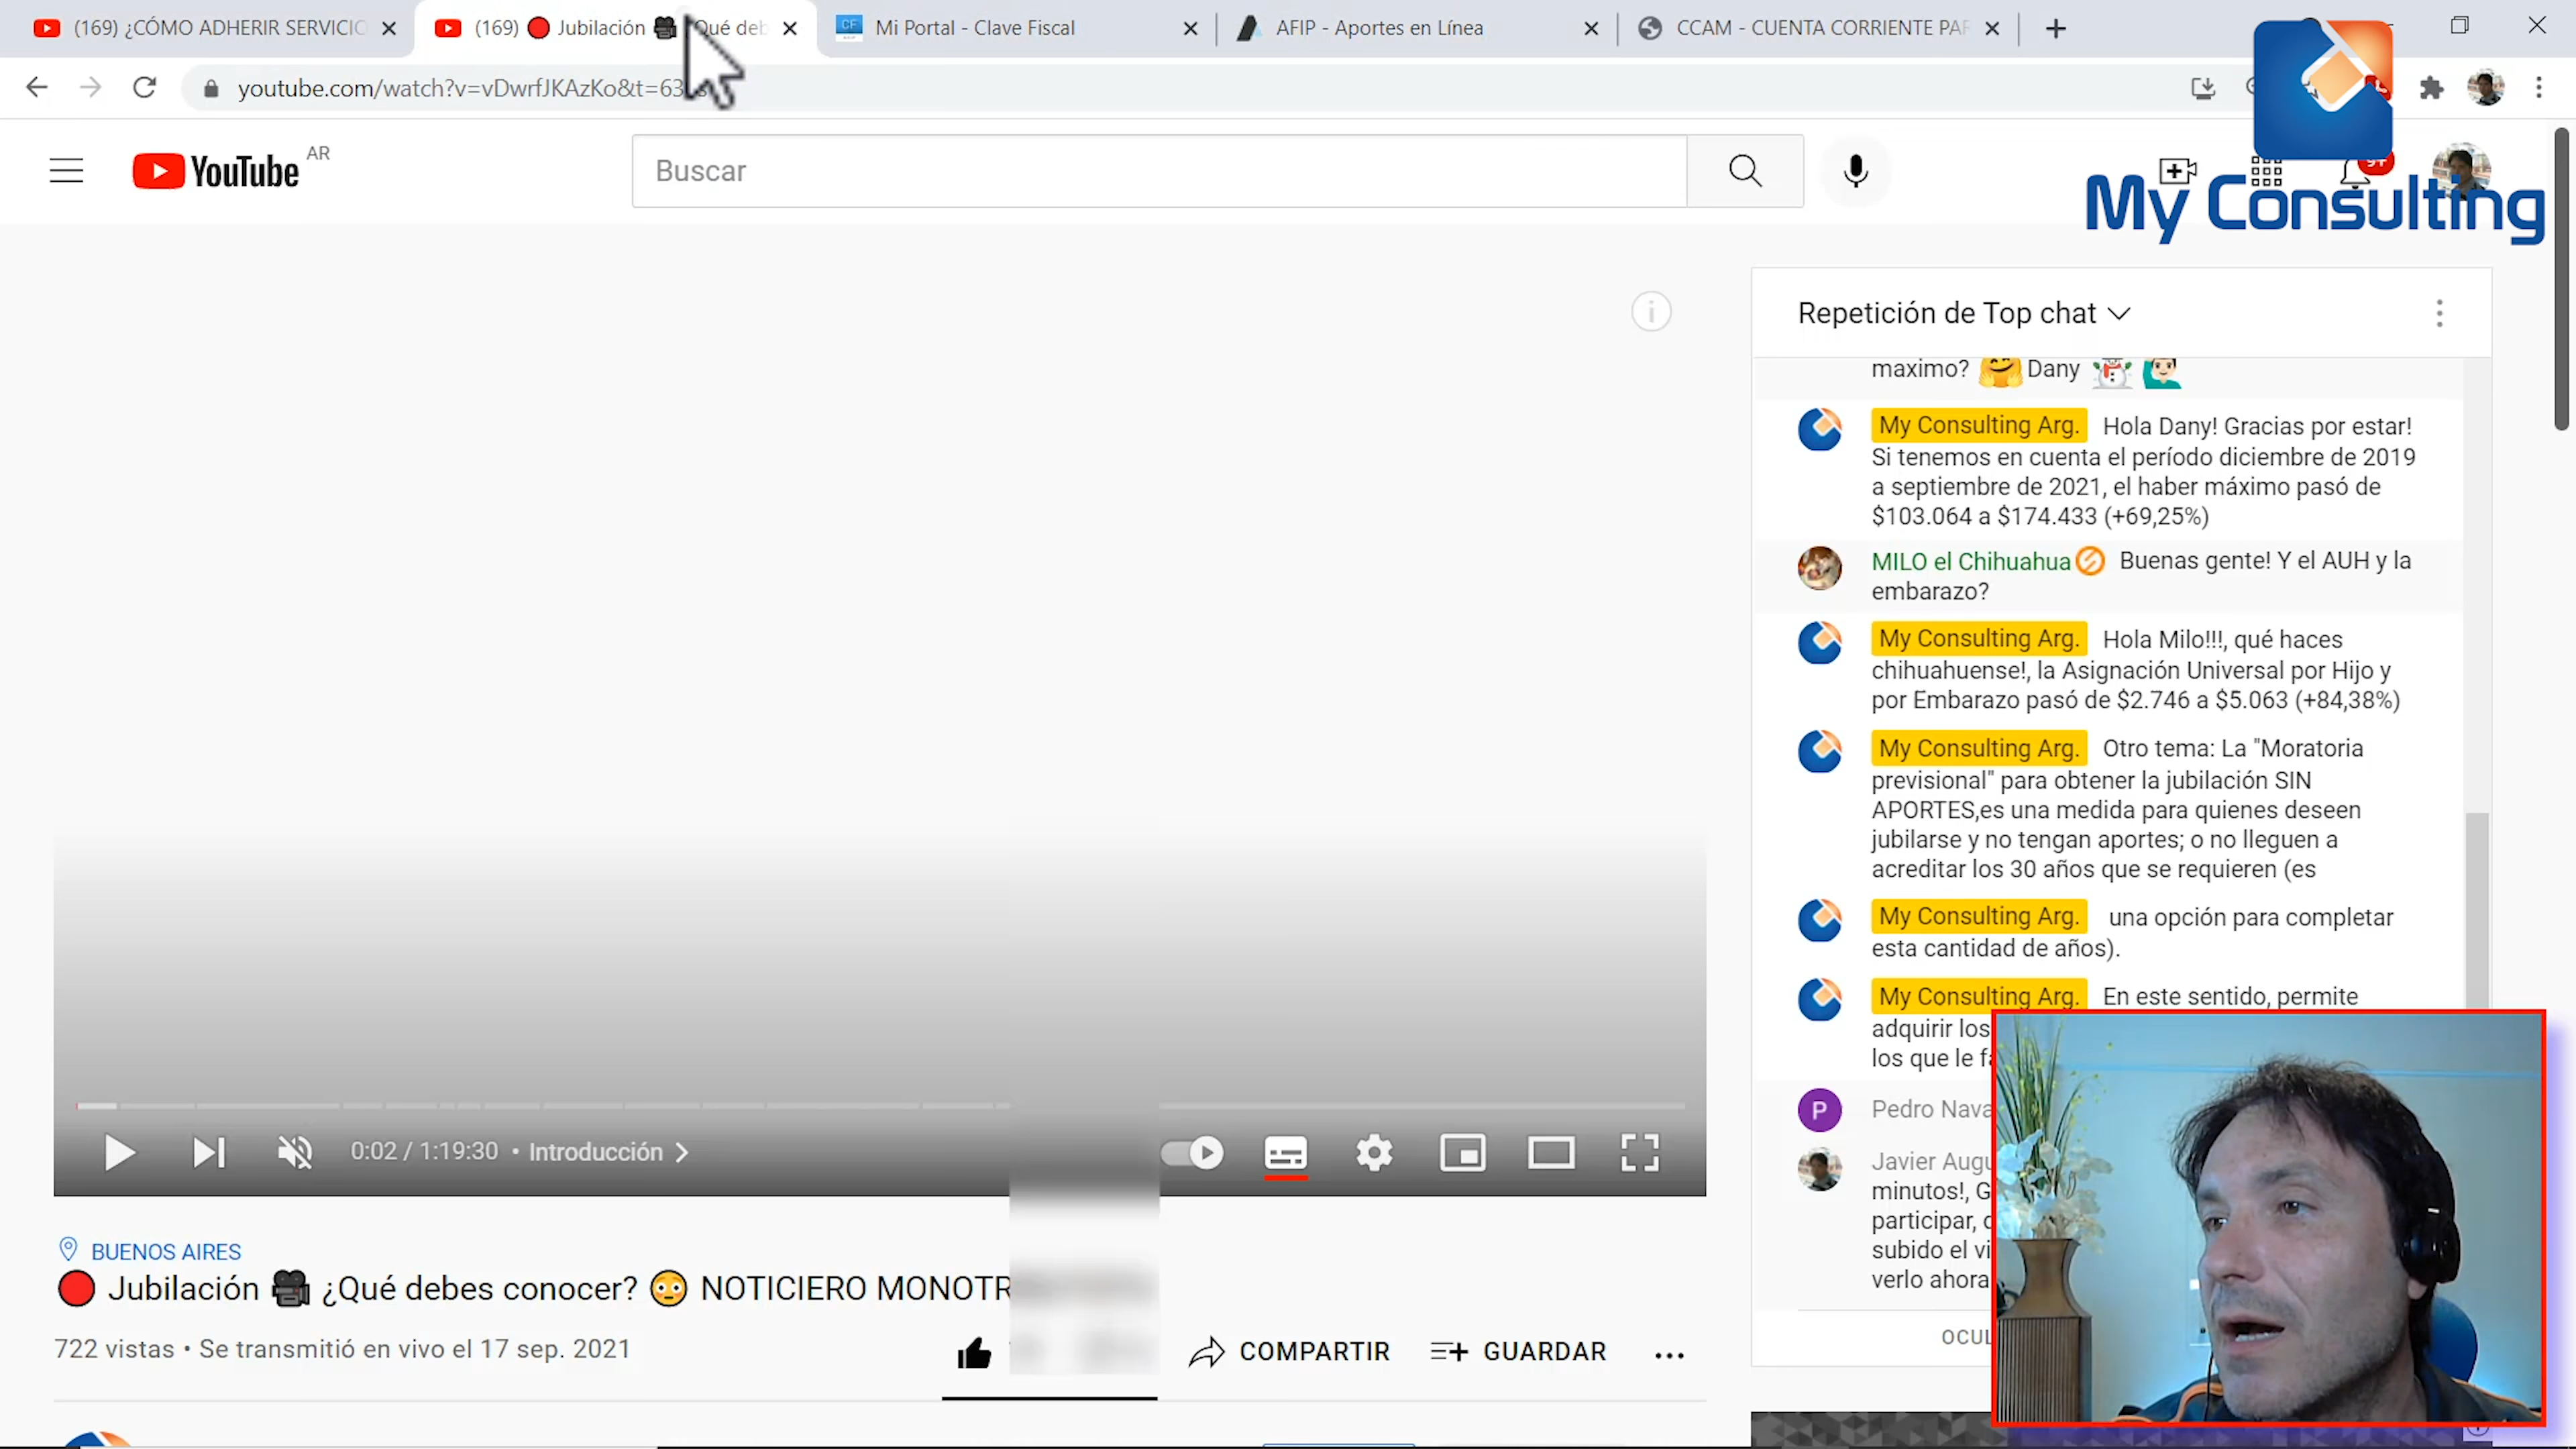 (169) ¿CÓMO ADHERIR SERVICIO
(169) 🔴 Jubilación 🎥 ¿Qué deb
Mi Portal - Clave Fiscal
AFIP - Aportes en Línea
CCAM - CUENTA CORRIENTE PAR
youtube.com/watch?v=vDwrfJKAzKo&t=63
YouTube AR
Buscar
9+
My Consulting
Repetición de Top chat
maximo? 🤗 Dany ⛄ 🙋🏻‍♂️
My Consulting Arg. Hola Dany! Gracias por estar!
Si tenemos en cuenta el período diciembre de 2019
a septiembre de 2021, el haber máximo pasó de
$103.064 a $174.433 (+69,25%)
MILO el Chihuahua Buenas gente! Y el AUH y la
embarazo?
My Consulting Arg. Hola Milo!!!, qué haces
chihuahuense!, la Asignación Universal por Hijo y
por Embarazo pasó de $2.746 a $5.063 (+84,38%)
My Consulting Arg. Otro tema: La "Moratoria
previsional" para obtener la jubilación SIN
APORTES,es una medida para quienes deseen
jubilarse y no tengan aportes; o no lleguen a
acreditar los 30 años que se requieren (es
My Consulting Arg. una opción para completar
esta cantidad de años).
My Consulting Arg. En este sentido, permite
adquirir los
los que le fa
P Pedro Nava
Javier Augu
minutos!, G
participar, 
subido el vi
verlo ahora
OCUL
0:02 / 1:19:30 • Introducción
BUENOS AIRES
🔴 Jubilación 🎥 ¿Qué debes conocer? 😳 NOTICIERO MONOTR
722 vistas • Se transmitió en vivo el 17 sep. 2021
COMPARTIR
GUARDAR